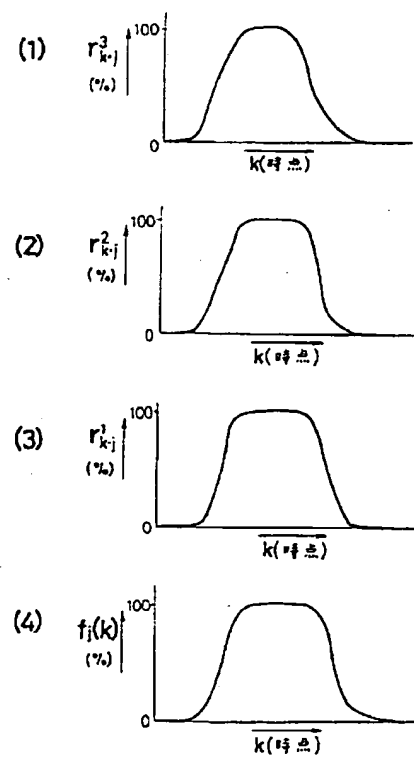 (1) r³ₖ.ⱼ (%) 100 0
k(時点)
(2) r²ₖ.ⱼ (%) 100 0
k(時点)
(3) r¹ₖ.ⱼ (%) 100 0
k(時点)
(4) fⱼ(k) (%) 100 0
k(時点)